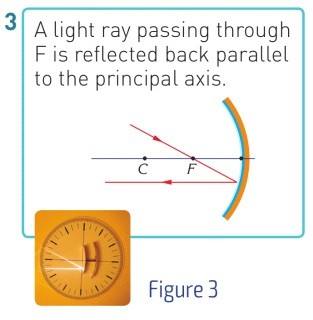 3
A light ray passing through
F is reflected back parallel
to the principal axis.
C F
Figure 3